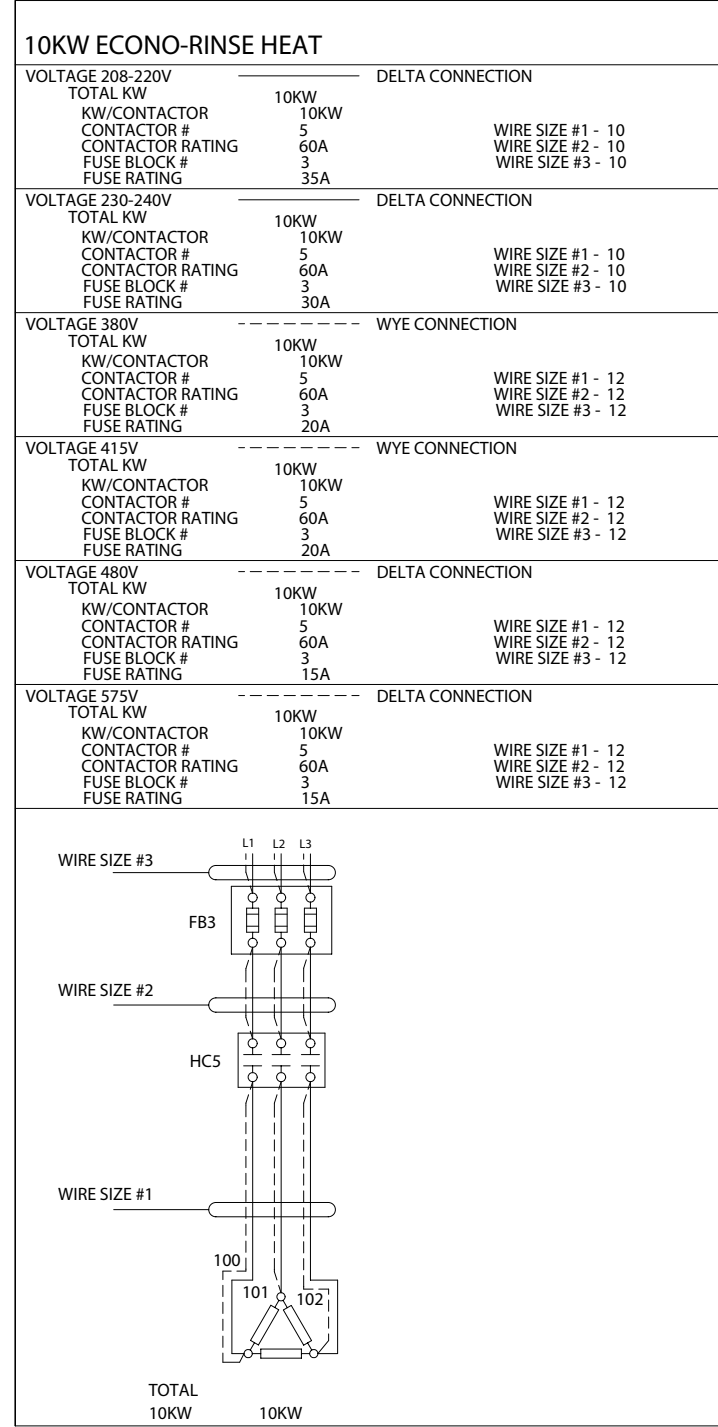 10KW ECONO-RINSE HEAT
VOLTAGE 208-220V DELTA CONNECTION
TOTAL KW 10KW
KW/CONTACTOR 10KW
CONTACTOR # 5 WIRE SIZE #1 - 10
CONTACTOR RATING 60A WIRE SIZE #2 - 10
FUSE BLOCK # 3 WIRE SIZE #3 - 10
FUSE RATING 35A
VOLTAGE 230-240V DELTA CONNECTION
TOTAL KW 10KW
KW/CONTACTOR 10KW
CONTACTOR # 5 WIRE SIZE #1 - 10
CONTACTOR RATING 60A WIRE SIZE #2 - 10
FUSE BLOCK # 3 WIRE SIZE #3 - 10
FUSE RATING 30A
VOLTAGE 380V WYE CONNECTION
TOTAL KW 10KW
KW/CONTACTOR 10KW
CONTACTOR # 5 WIRE SIZE #1 - 12
CONTACTOR RATING 60A WIRE SIZE #2 - 12
FUSE BLOCK # 3 WIRE SIZE #3 - 12
FUSE RATING 20A
VOLTAGE 415V WYE CONNECTION
TOTAL KW 10KW
KW/CONTACTOR 10KW
CONTACTOR # 5 WIRE SIZE #1 - 12
CONTACTOR RATING 60A WIRE SIZE #2 - 12
FUSE BLOCK # 3 WIRE SIZE #3 - 12
FUSE RATING 20A
VOLTAGE 480V DELTA CONNECTION
TOTAL KW 10KW
KW/CONTACTOR 10KW
CONTACTOR # 5 WIRE SIZE #1 - 12
CONTACTOR RATING 60A WIRE SIZE #2 - 12
FUSE BLOCK # 3 WIRE SIZE #3 - 12
FUSE RATING 15A
VOLTAGE 575V DELTA CONNECTION
TOTAL KW 10KW
KW/CONTACTOR 10KW
CONTACTOR # 5 WIRE SIZE #1 - 12
CONTACTOR RATING 60A WIRE SIZE #2 - 12
FUSE BLOCK # 3 WIRE SIZE #3 - 12
FUSE RATING 15A
L1 L2 L3
WIRE SIZE #3
FB3
WIRE SIZE #2
HC5
WIRE SIZE #1
100
101 102
TOTAL
10KW 10KW